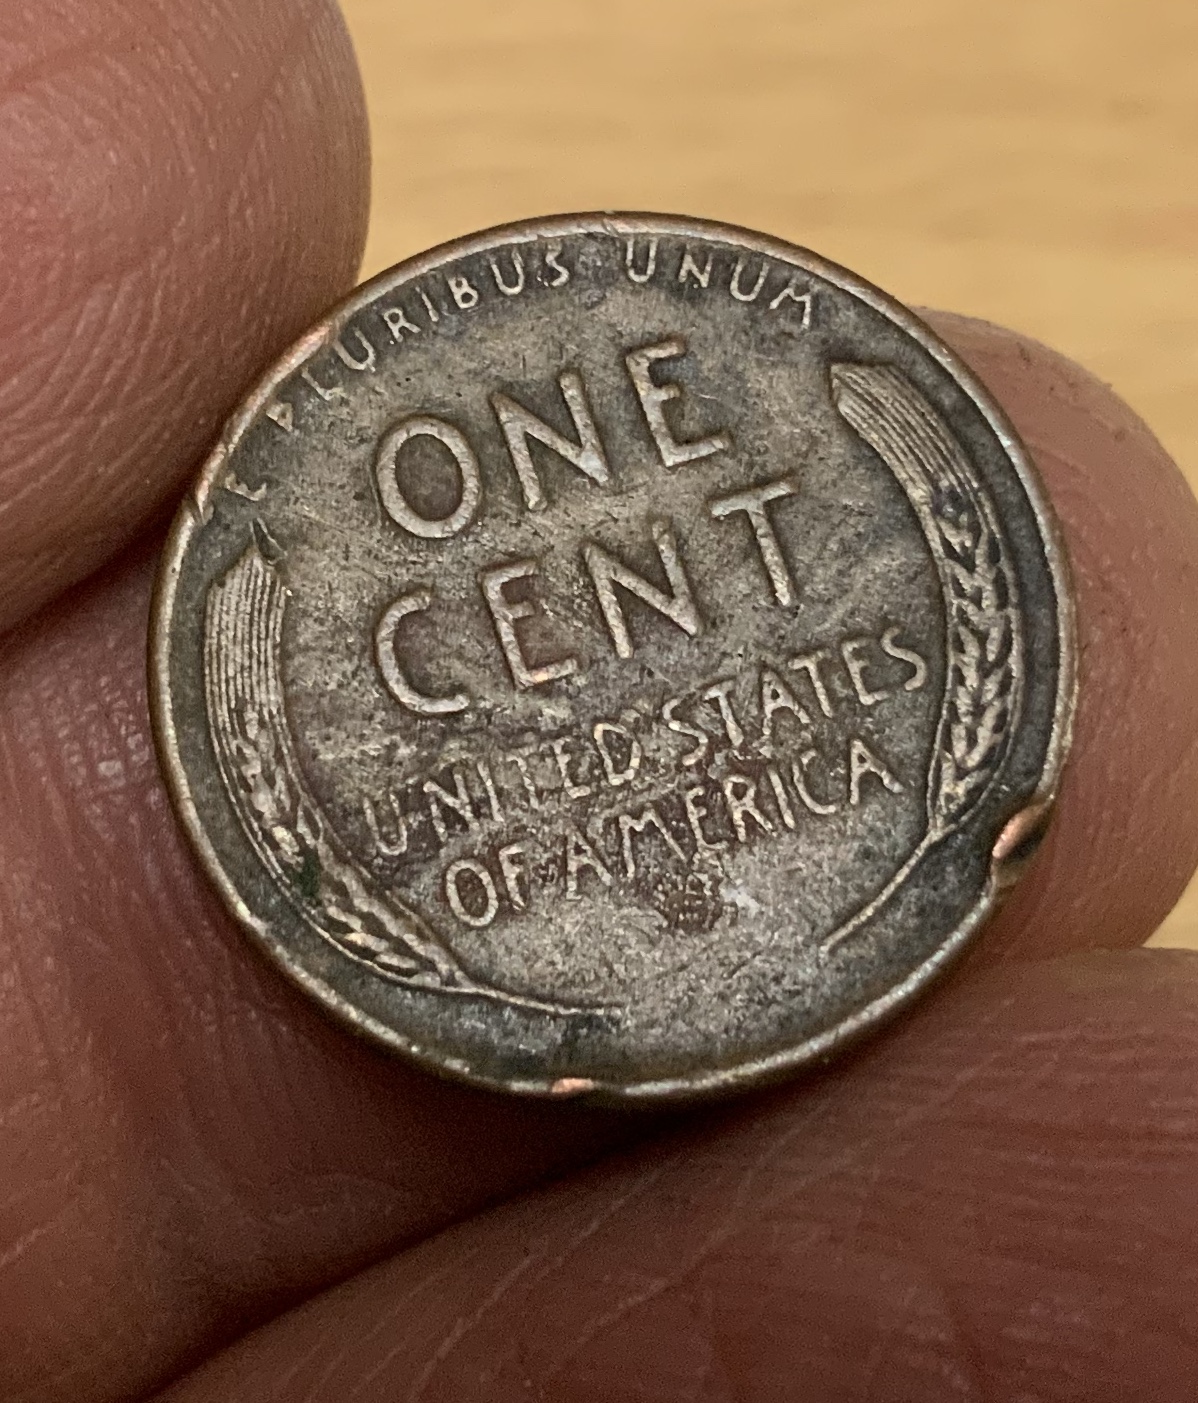 E PLURIBUS UNUM
ONE
CENT
UNITED STATES
OF AMERICA